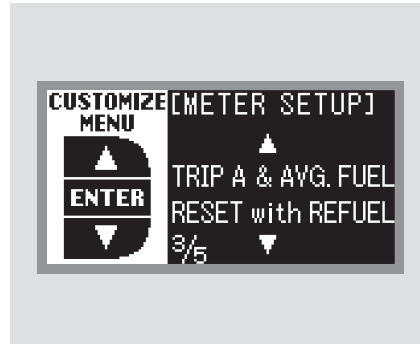 CUSTOMIZE
MENU
ENTER
[METER SETUP]
TRIP A & AVG. FUEL
RESET with REFUEL
3/5